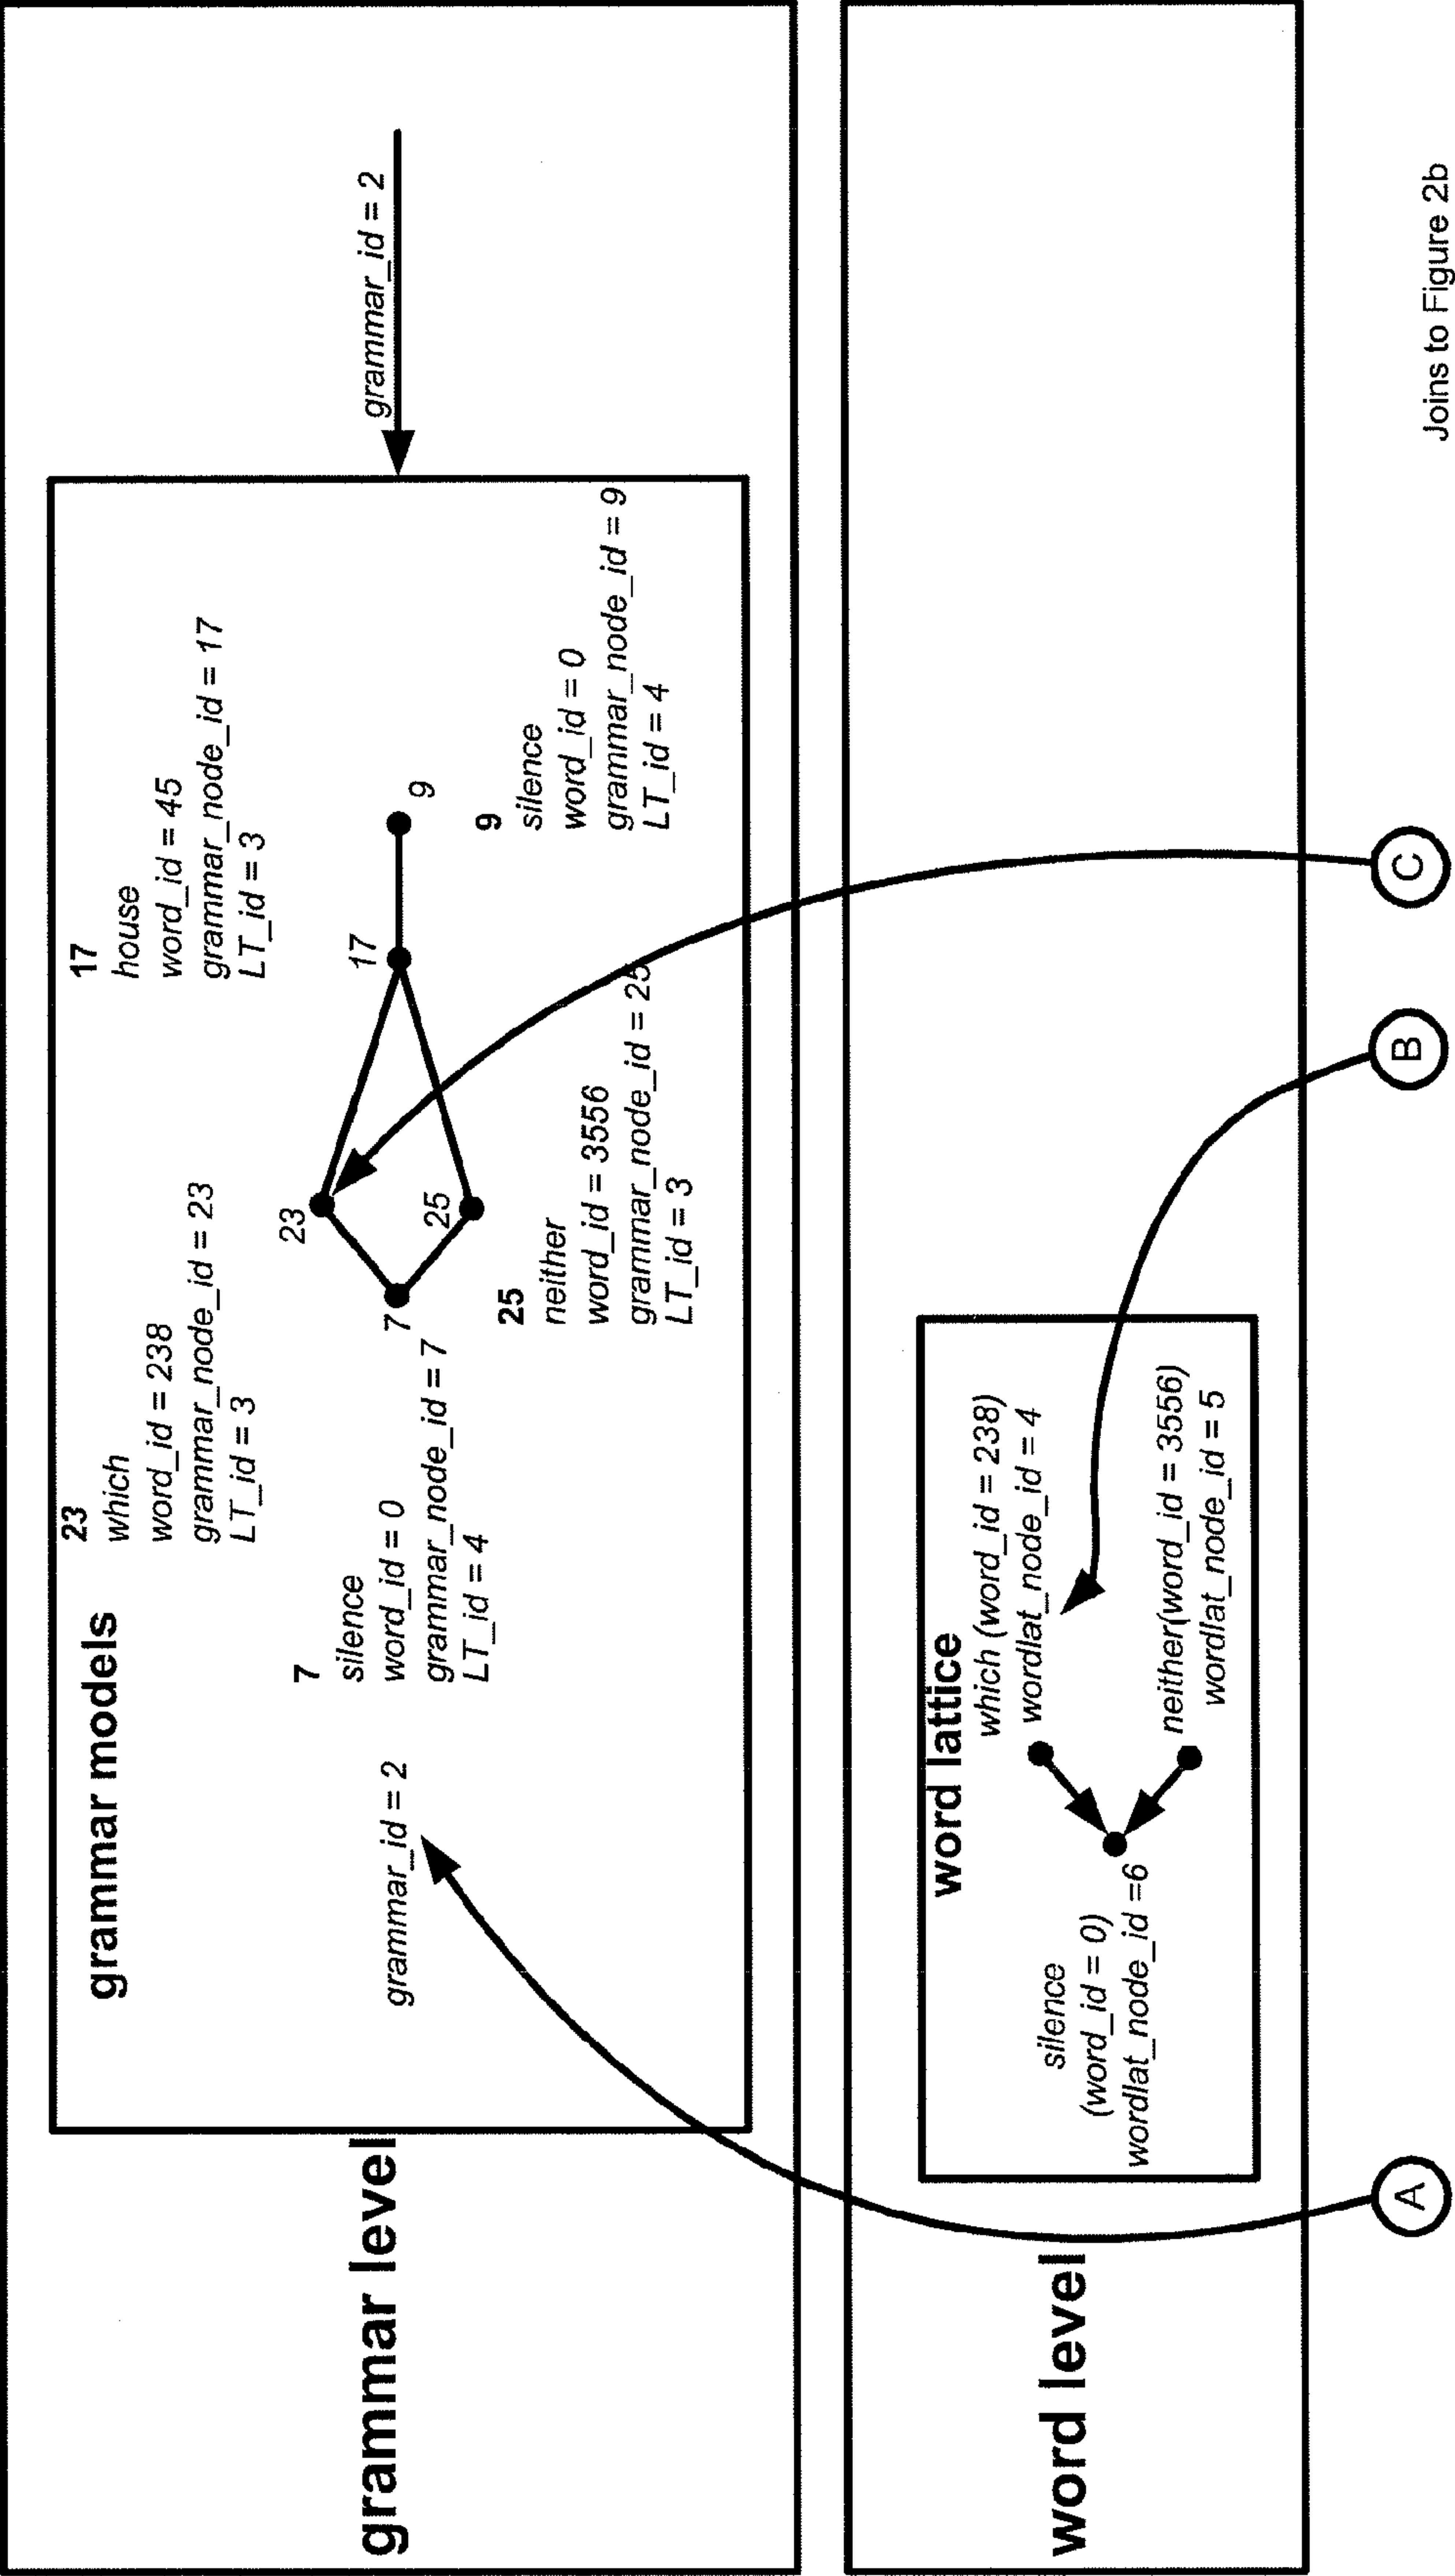 grammar level
grammar models
23
which
word_id = 238
grammar_node_id = 23
LT_id = 3
17
house
word_id = 45
grammar_node_id = 17
LT_id = 3
7
silence
word_id = 0
grammar_node_id = 7
LT_id = 4
grammar_id = 2
23
17
7
25
9
grammar_id = 2
25
neither
word_id = 3556
grammar_node_id = 25
LT_id = 3
9
silence
word_id = 0
grammar_node_id = 9
LT_id = 4
word level
word lattice
which (word_id = 238)
wordlat_node_id = 4
silence
(word_id = 0)
wordlat_node_id =6
neither(word_id = 3556)
wordlat_node_id = 5
A
B
C
Joins to Figure 2b